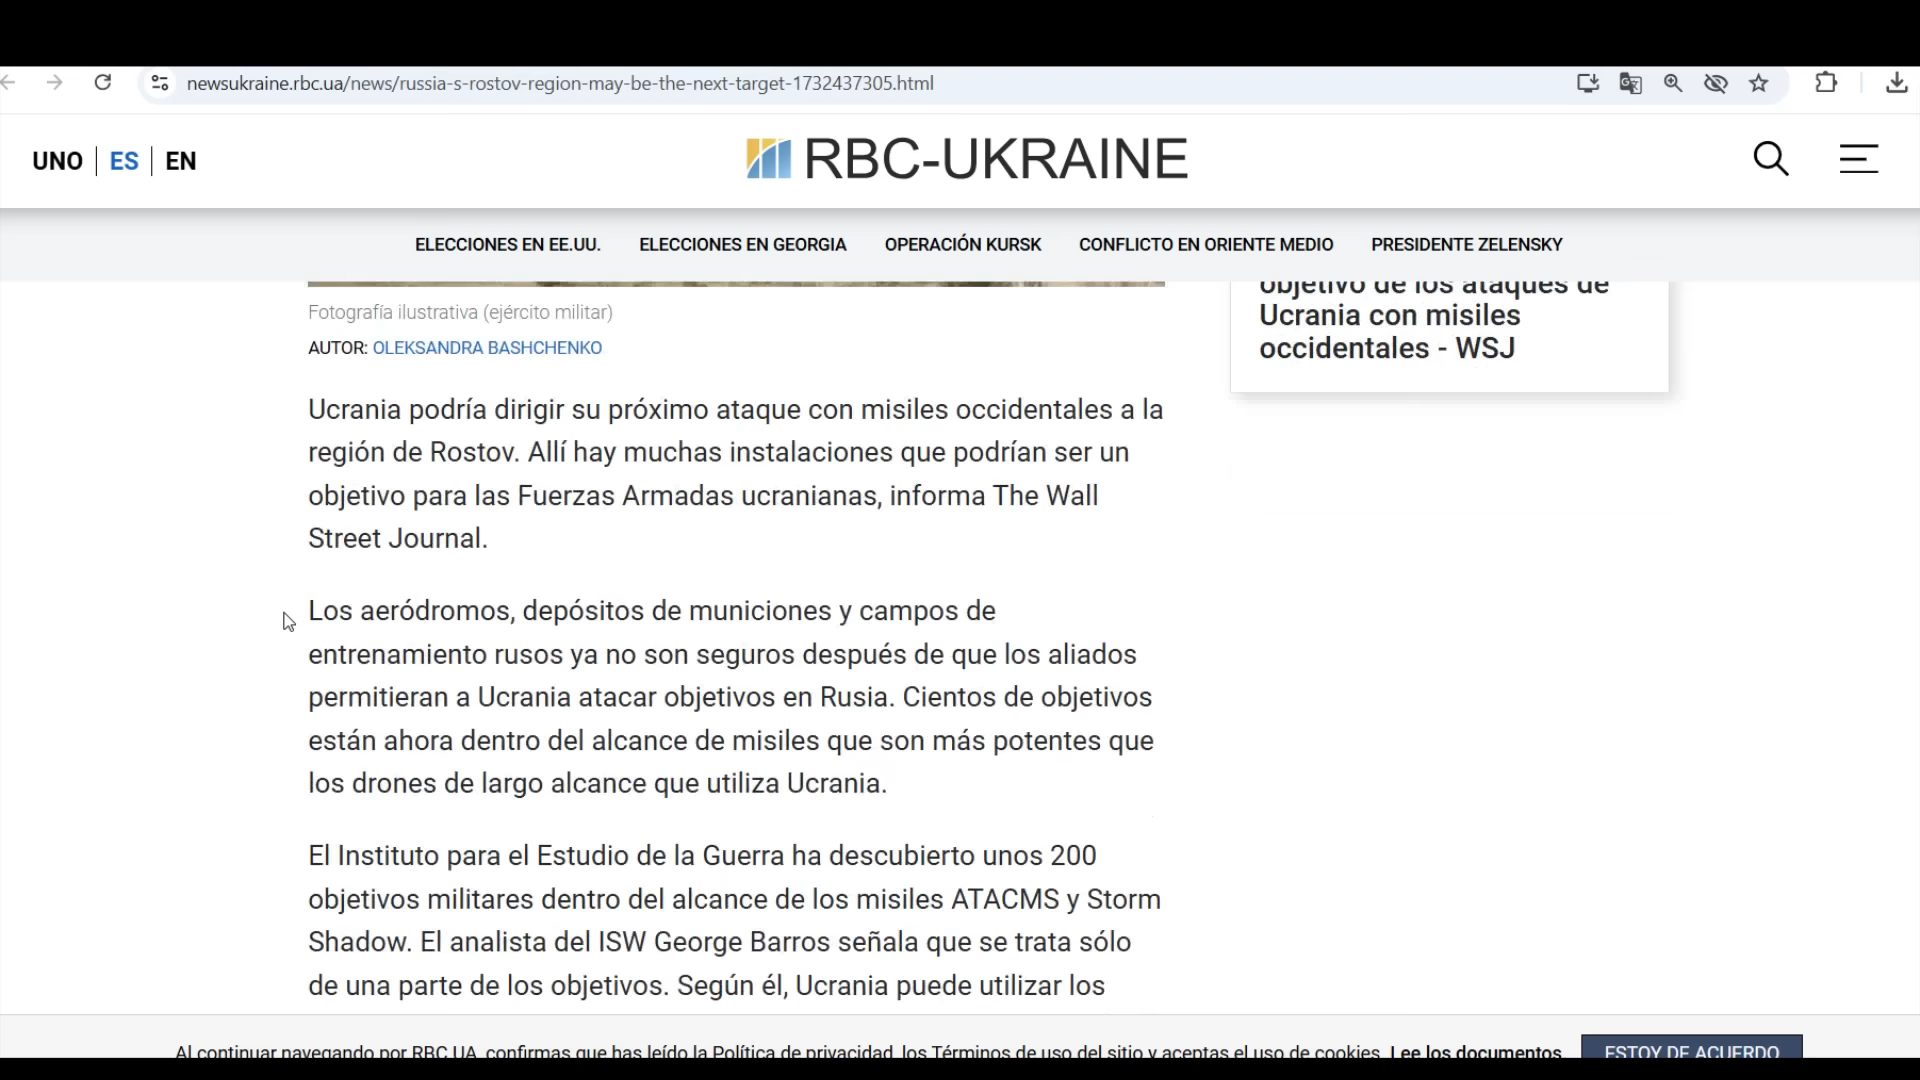 newsukraine.rbc.ua/news/russia-s-rostov-region-may-be-the-next-target-1732437305.html
UNO | ES | EN
RBC-UKRAINE
ELECCIONES EN EE.UU. ELECCIONES EN GEORGIA OPERACIÓN KURSK CONFLICTO EN ORIENTE MEDIO PRESIDENTE ZELENSKY
Fotografía ilustrativa (ejército militar)
AUTOR: OLEKSANDRA BASHCHENKO
Ucrania podría dirigir su próximo ataque con misiles occidentales a la
región de Rostov. Allí hay muchas instalaciones que podrían ser un
objetivo para las Fuerzas Armadas ucranianas, informa The Wall
Street Journal.
Los aeródromos, depósitos de municiones y campos de
entrenamiento rusos ya no son seguros después de que los aliados
permitieran a Ucrania atacar objetivos en Rusia. Cientos de objetivos
están ahora dentro del alcance de misiles que son más potentes que
los drones de largo alcance que utiliza Ucrania.
El Instituto para el Estudio de la Guerra ha descubierto unos 200
objetivos militares dentro del alcance de los misiles ATACMS y Storm
Shadow. El analista del ISW George Barros señala que se trata sólo
de una parte de los objetivos. Según él, Ucrania puede utilizar los
objetivo de los ataques de
Ucrania con misiles
occidentales - WSJ
Al continuar navegando por RBC.UA, confirmas que has leído la Política de privacidad, los Términos de uso del sitio y aceptas el uso de cookies. Lee los documentos
ESTOY DE ACUERDO